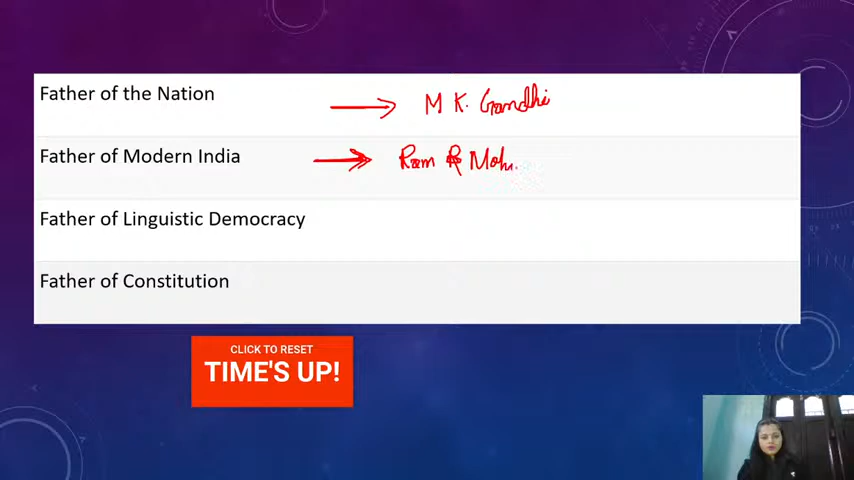 Father of the Nation → M K. Gandhi
Father of Modern India → Ram R Moh
Father of Linguistic Democracy
Father of Constitution
CLICK TO RESET
TIME'S UP!